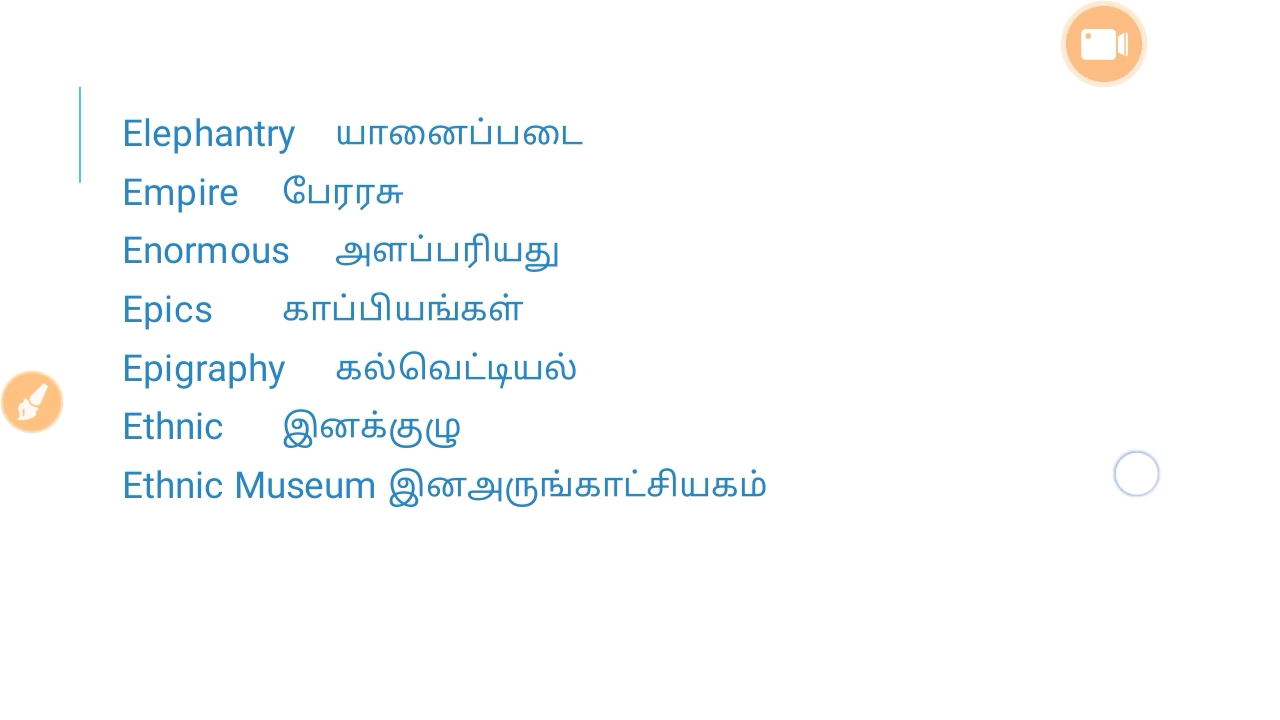 Elephantry யானைப்படை
Empire பேரரசு
Enormous அளப்பரியது
Epics காப்பியங்கள்
Epigraphy கல்வெட்டியல்
Ethnic இனக்குழு
Ethnic Museum இனஅருங்காட்சியகம்